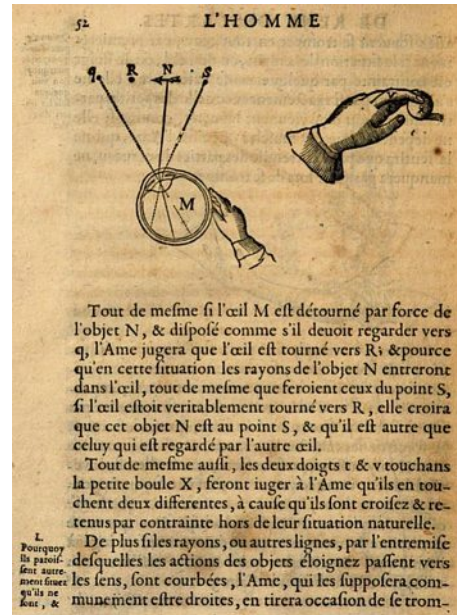 52 L'HOMME
q R N S
M
Tout de mesme si l'œil M est détourné par force de
l'objet N, & disposé comme s'il deuoit regarder vers
q, l'Ame jugera que l'œil est tourné vers R; & pource
qu'en cette situation les rayons de l'objet N entreront
dans l'œil, tout de mesme que feroient ceux du point S,
si l'œil estoit veritablement tourné vers R, elle croira
que cet objet N est au point S, & qu'il est autre que
celuy qui est regardé par l'autre œil.
Tout de mesme aussi, les deux doigts t & v touchans
la petite boule X, feront iuger à l'Ame qu'ils en tou-
chent deux differentes, à cause qu'ils sont croisez & re-
tenus par contrainte hors de leur situation naturelle.
L.
Pourquoy
ils parois-
sent autre-
ment situez
qu'ils ne
sont, &
De plus si les rayons, ou autres lignes, par l'entremise
desquelles les actions des objets éloignez passent vers
les sens, sont courbées, l'Ame, qui les supposera com-
munement estre droites, en tirera occasion de se trom-